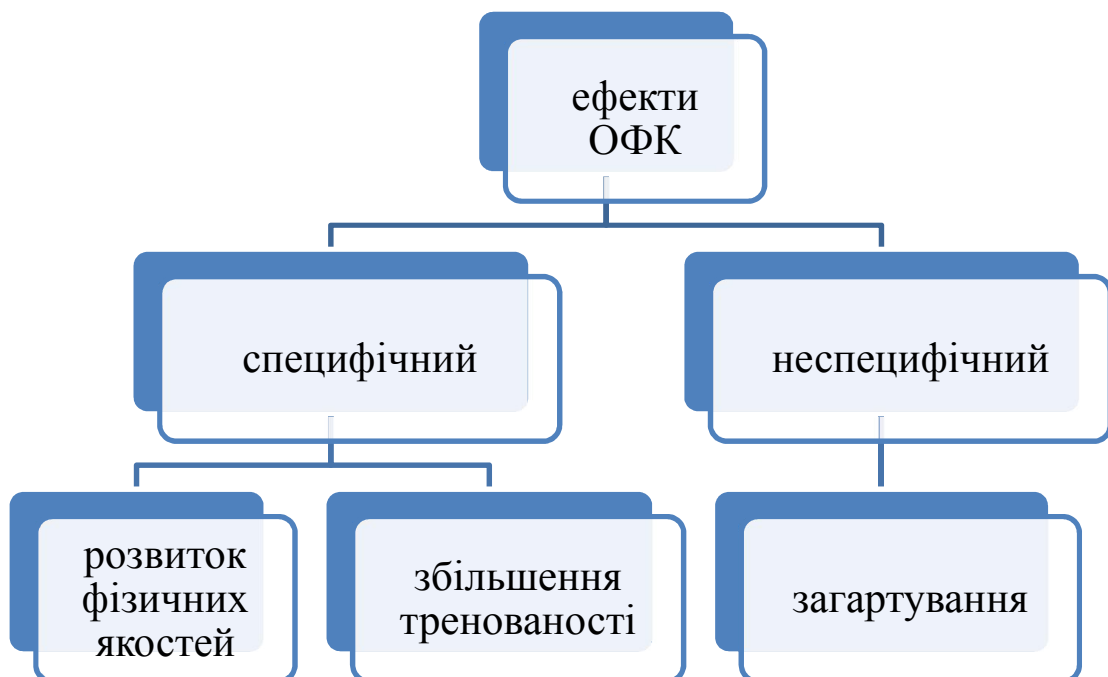 ефекти
ОФК
специфічний
неспецифічний
розвиток
фізичних
якостей
збільшення
тренованості
загартування